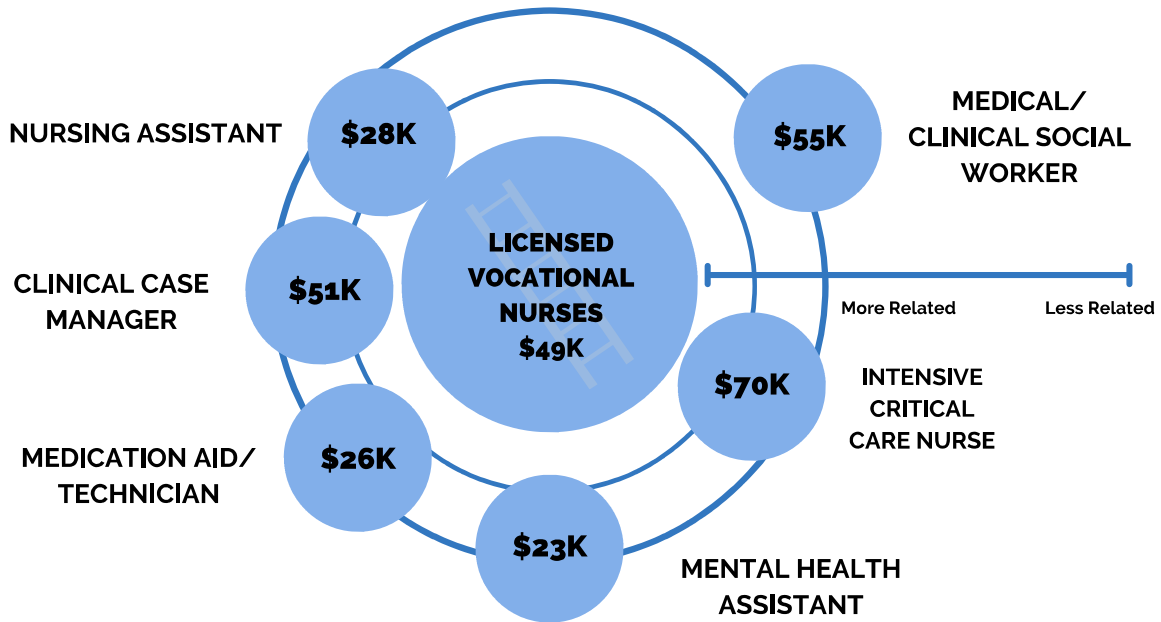 NURSING ASSISTANT
$28K
$55K
MEDICAL/
CLINICAL SOCIAL
WORKER
CLINICAL CASE
MANAGER
$51K
LICENSED
VOCATIONAL
NURSES
$49K
More Related
Less Related
$70K
INTENSIVE
CRITICAL
CARE NURSE
MEDICATION AID/
TECHNICIAN
$26K
$23K
MENTAL HEALTH
ASSISTANT